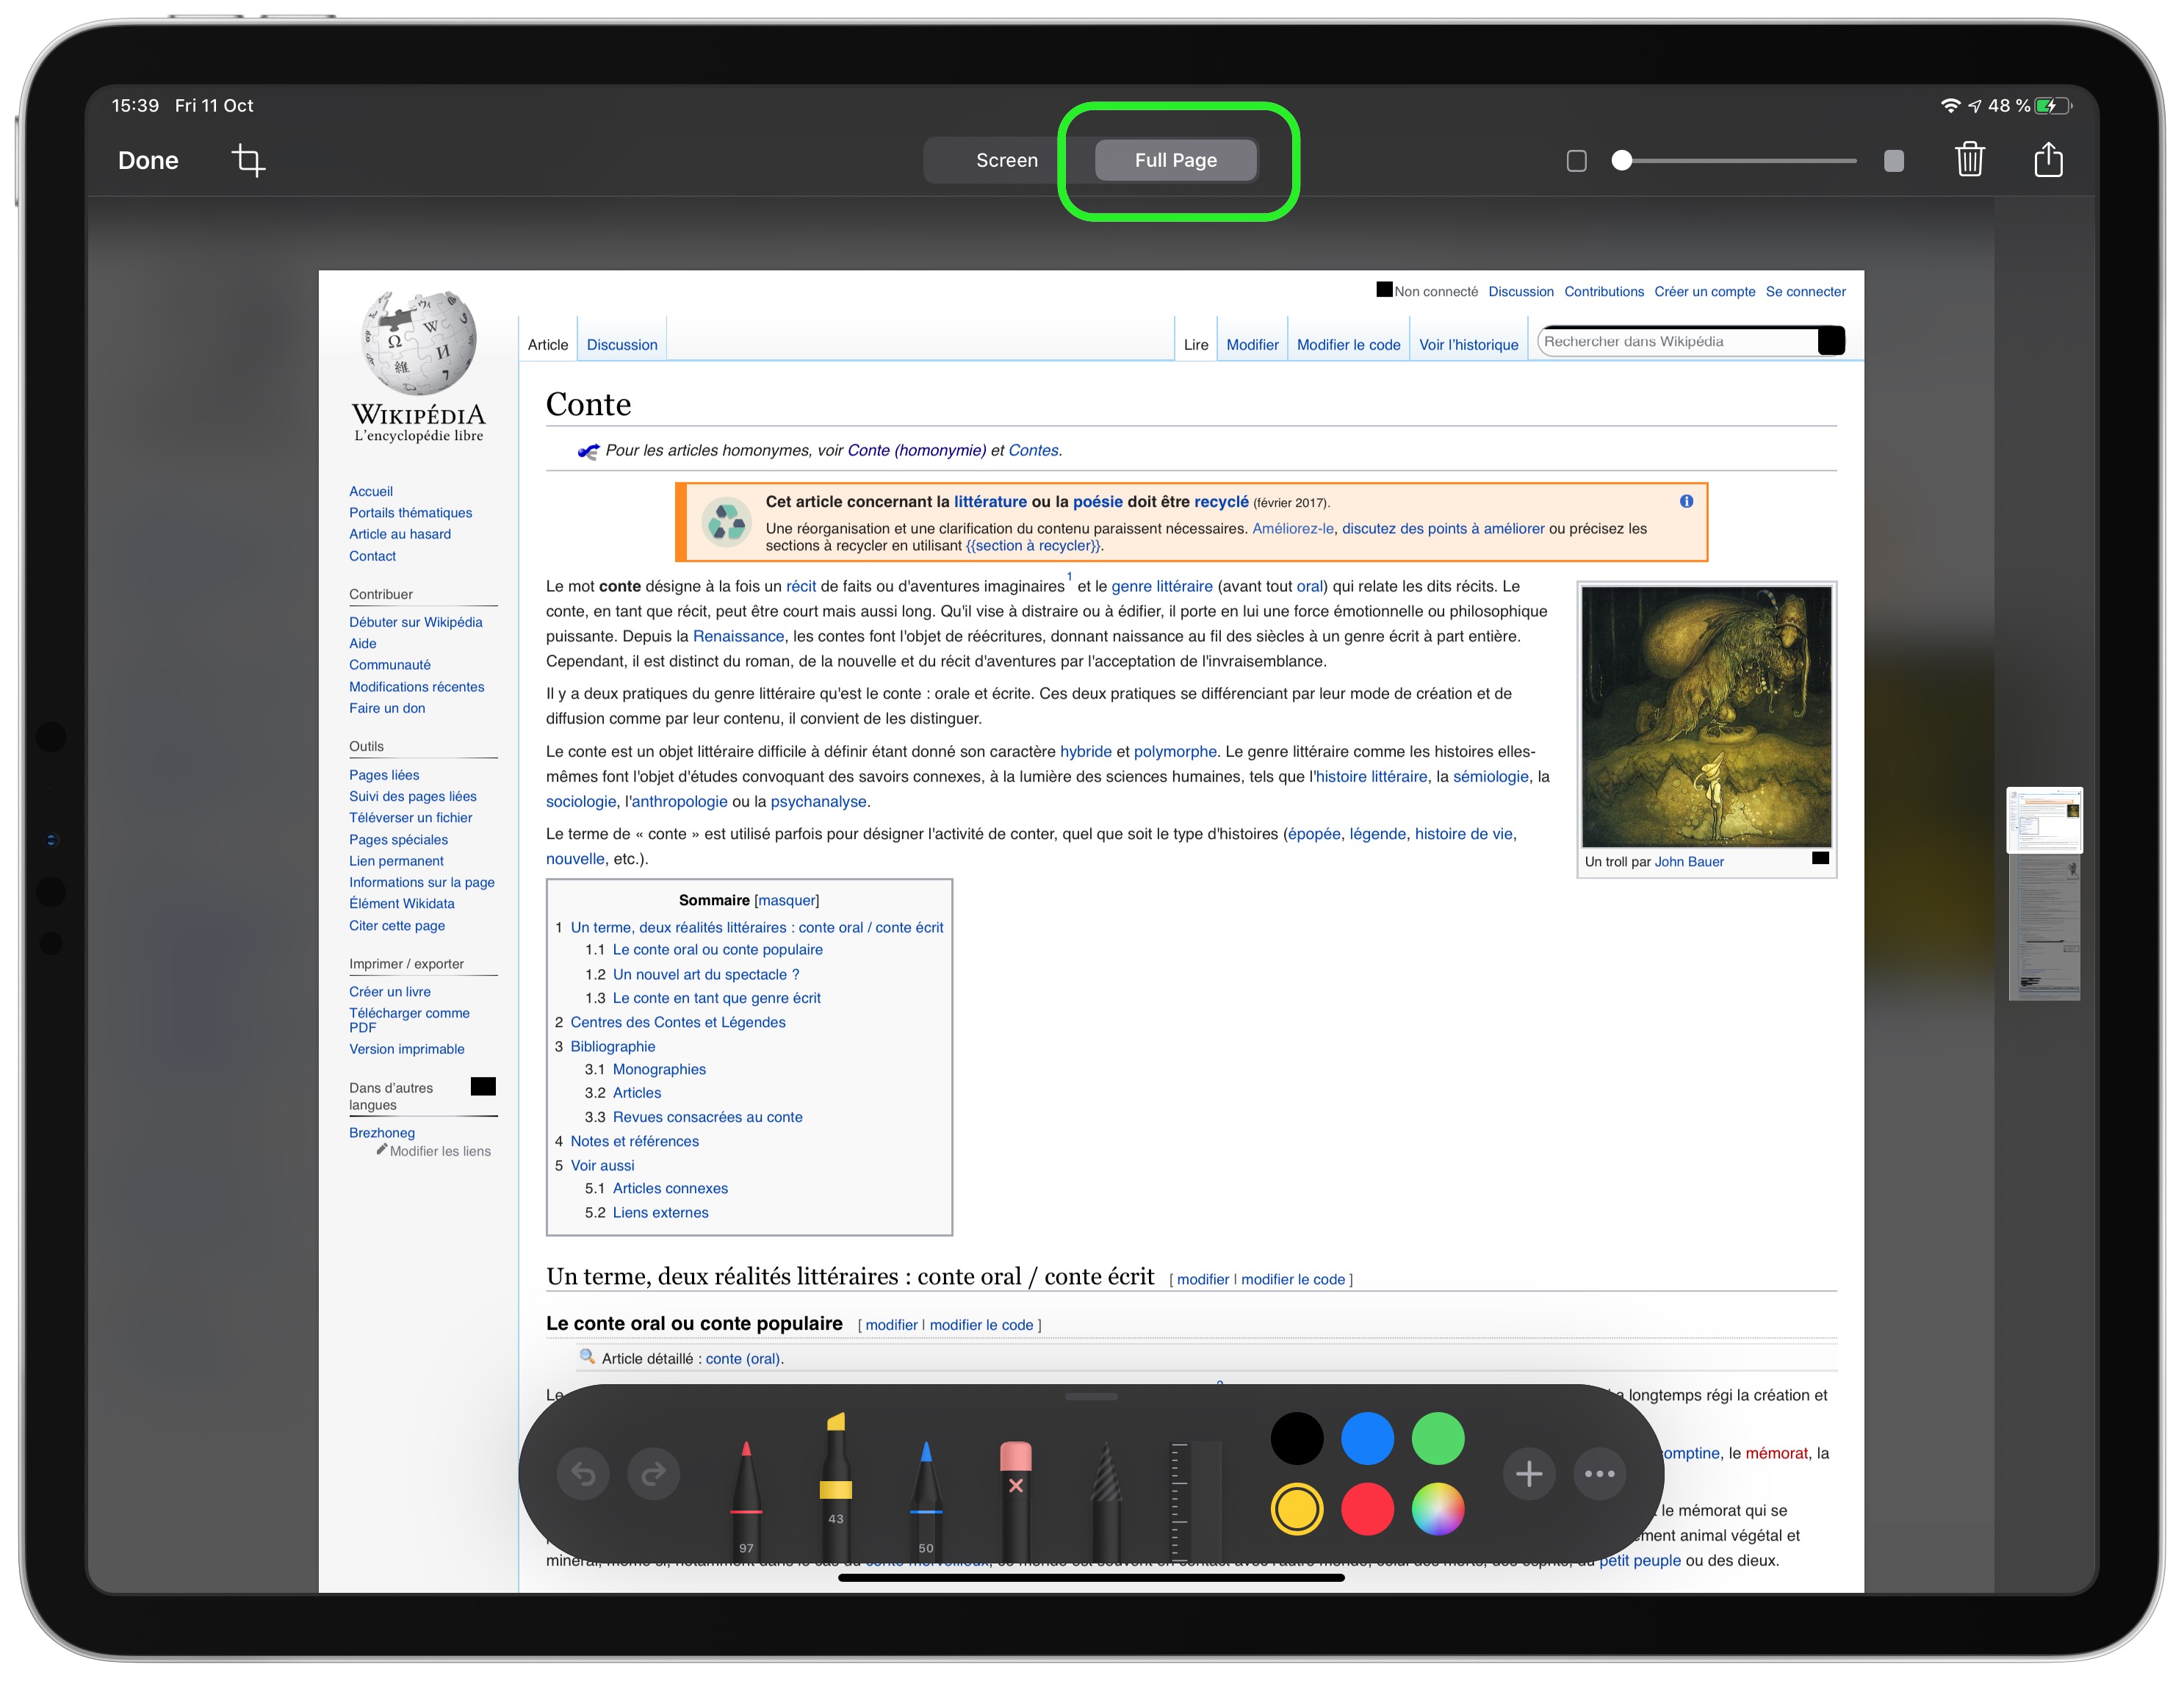 15:39 Fri 11 Oct
48 %
Done
Screen
Full Page
Non connecté Discussion Contributions Créer un compte Se connecter
Article Discussion
Lire Modifier Modifier le code Voir l'historique
Rechercher dans Wikipédia
WIKIPÉDIA
L'encyclopédie libre
Accueil
Portails thématiques
Article au hasard
Contact
Contribuer
Débuter sur Wikipédia
Aide
Communauté
Modifications récentes
Faire un don
Outils
Pages liées
Suivi des pages liées
Téléverser un fichier
Pages spéciales
Lien permanent
Informations sur la page
Élément Wikidata
Citer cette page
Imprimer / exporter
Créer un livre
Télécharger comme
PDF
Version imprimable
Dans d'autres
langues
Brezhoneg
Modifier les liens
Conte
Pour les articles homonymes, voir Conte (homonymie) et Contes.
Cet article concernant la littérature ou la poésie doit être recyclé (février 2017).
Une réorganisation et une clarification du contenu paraissent nécessaires. Améliorez-le, discutez des points à améliorer ou précisez les
sections à recycler en utilisant {{section à recycler}}.
Le mot conte désigne à la fois un récit de faits ou d'aventures imaginaires1 et le genre littéraire (avant tout oral) qui relate les dits récits. Le
conte, en tant que récit, peut être court mais aussi long. Qu'il vise à distraire ou à édifier, il porte en lui une force émotionnelle ou philosophique
puissante. Depuis la Renaissance, les contes font l'objet de réécritures, donnant naissance au fil des siècles à un genre écrit à part entière.
Cependant, il est distinct du roman, de la nouvelle et du récit d'aventures par l'acceptation de l'invraisemblance.
Il y a deux pratiques du genre littéraire qu'est le conte : orale et écrite. Ces deux pratiques se différenciant par leur mode de création et de
diffusion comme par leur contenu, il convient de les distinguer.
Le conte est un objet littéraire difficile à définir étant donné son caractère hybride et polymorphe. Le genre littéraire comme les histoires elles-
mêmes font l'objet d'études convoquant des savoirs connexes, à la lumière des sciences humaines, tels que l'histoire littéraire, la sémiologie, la
sociologie, l'anthropologie ou la psychanalyse.
Le terme de « conte » est utilisé parfois pour désigner l'activité de conter, quel que soit le type d'histoires (épopée, légende, histoire de vie,
nouvelle, etc.).
Un troll par John Bauer
Sommaire [masquer]
1 Un terme, deux réalités littéraires : conte oral / conte écrit
1.1 Le conte oral ou conte populaire
1.2 Un nouvel art du spectacle ?
1.3 Le conte en tant que genre écrit
2 Centres des Contes et Légendes
3 Bibliographie
3.1 Monographies
3.2 Articles
3.3 Revues consacrées au conte
4 Notes et références
5 Voir aussi
5.1 Articles connexes
5.2 Liens externes
Un terme, deux réalités littéraires : conte oral / conte écrit [ modifier | modifier le code ]
Le conte oral ou conte populaire [ modifier | modifier le code ]
Article détaillé : conte (oral).
Le longtemps régi la création et
comptine, le mémorat, la
le mémorat qui se
animal végétal et
petit peuple ou des dieux.
97
43
50